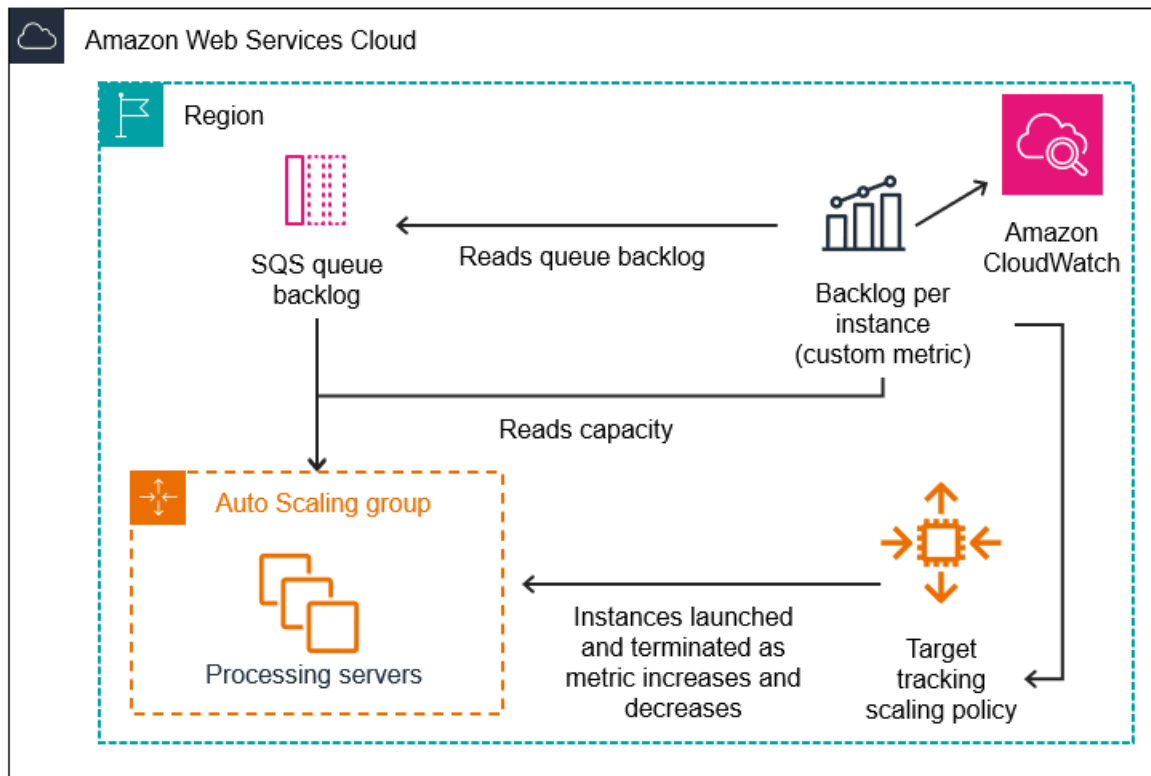 Amazon Web Services Cloud
Region
SQS queue
backlog
Reads queue backlog
Backlog per
instance
(custom metric)
Amazon
CloudWatch
Reads capacity
Auto Scaling group
Processing servers
Instances launched
and terminated as
metric increases and
decreases
Target
tracking
scaling policy